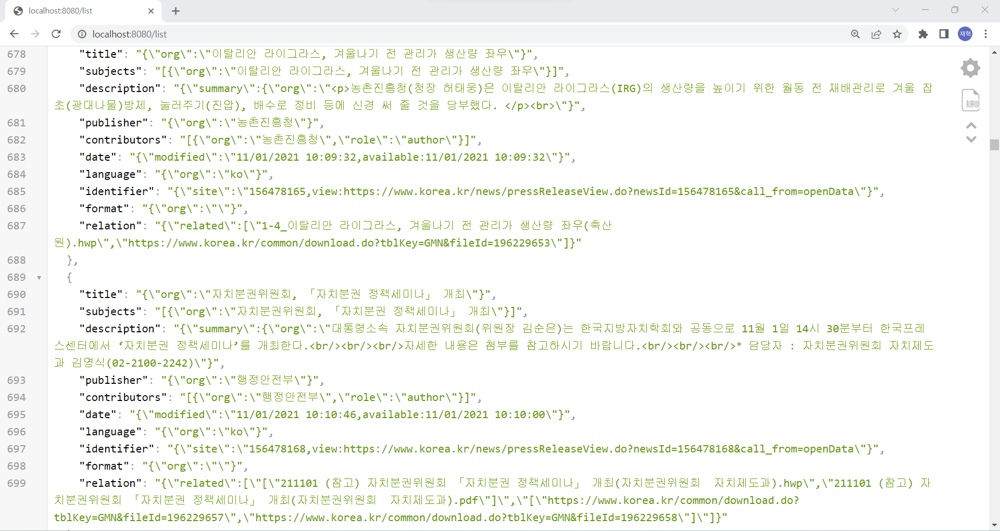 localhost:8080/list
localhost:8080/list
재혁
678 "title": "{\"org\":\"이탈리안 라이그라스, 겨울나기 전 관리가 생산량 좌우\"}",
679 "subjects": "[{\"org\":\"이탈리안 라이그라스, 겨울나기 전 관리가 생산량 좌우\"}]",
680 "description": "{\"summary\":{\"org\":\"<p>농촌진흥청(청장 허태웅)은 이탈리안 라이그라스(IRG)의 생산량을 높이기 위한 월동 전 재배관리로 겨울 잡
초(광대나물)방제, 눌러주기(진압), 배수로 정비 등에 신경 써 줄 것을 당부했다. </p><br>\"}",
681 "publisher": "{\"org\":\"농촌진흥청\"}",
682 "contributors": "[{\"org\":\"농촌진흥청\",\"role\":\"author\"}]",
683 "date": "{\"modified\":\"11/01/2021 10:09:32,available:11/01/2021 10:09:32\"}",
684 "language": "{\"org\":\"ko\"}",
685 "identifier": "{\"site\":\"156478165,view:https://www.korea.kr/news/pressReleaseView.do?newsId=156478165&call_from=openData\"}",
686 "format": "{\"org\":\"\"}",
687 "relation": "{\"related\":[\"1-4_이탈리안 라이그라스, 겨울나기 전 관리가 생산량 좌우(축산
원).hwp\",\"https://www.korea.kr/common/download.do?tblKey=GMN&fileId=196229653\"]}"
688 },
689 {
690 "title": "{\"org\":\"자치분권위원회, 「자치분권 정책세미나」 개최\"}",
691 "subjects": "[{\"org\":\"자치분권위원회, 「자치분권 정책세미나」 개최\"}]",
692 "description": "{\"summary\":{\"org\":\"대통령소속 자치분권위원회(위원장 김순은)는 한국지방자치학회와 공동으로 11월 1일 14시 30분부터 한국프레
스센터에서 ‘자치분권 정책세미나’를 개최한다.<br/><br/><br/>자세한 내용은 첨부를 참고하시기 바랍니다.<br/><br/><br/>* 담당자 : 자치분권위원회 자치제도
과 김영식(02-2100-2242)\"}",
693 "publisher": "{\"org\":\"행정안전부\"}",
694 "contributors": "[{\"org\":\"행정안전부\",\"role\":\"author\"}]",
695 "date": "{\"modified\":\"11/01/2021 10:10:46,available:11/01/2021 10:10:00\"}",
696 "language": "{\"org\":\"ko\"}",
697 "identifier": "{\"site\":\"156478168,view:https://www.korea.kr/news/pressReleaseView.do?newsId=156478168&call_from=openData\"}",
698 "format": "{\"org\":\"\"}",
699 "relation": "{\"related\":[\"[\"211101 (참고) 자치분권위원회 「자치분권 정책세미나」 개최(자치분권위원회  자치제도과).hwp\",\"211101 (참고) 자
치분권위원회 「자치분권 정책세미나」 개최(자치분권위원회  자치제도과).pdf\"]\",\"[\"https://www.korea.kr/common/download.do?
tblKey=GMN&fileId=196229657\",\"https://www.korea.kr/common/download.do?tblKey=GMN&fileId=196229658\"]\"]}"
RAW